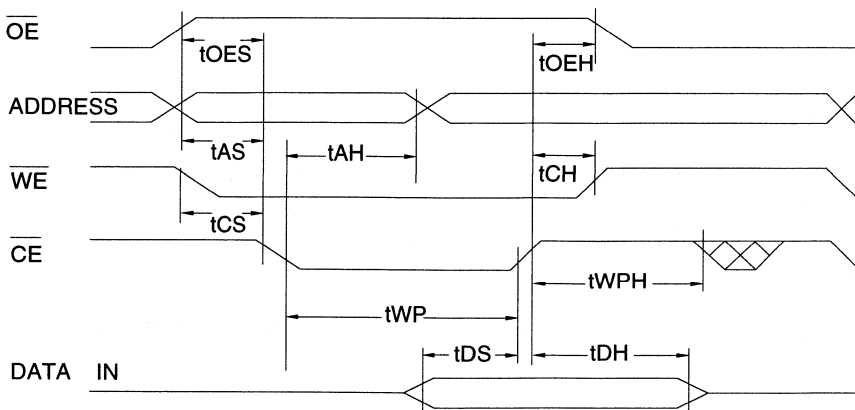 OE
tOES
tOEH
ADDRESS
tAS
tAH
WE
tCH
tCS
CE
tWPH
tWP
tDS
tDH
DATA IN